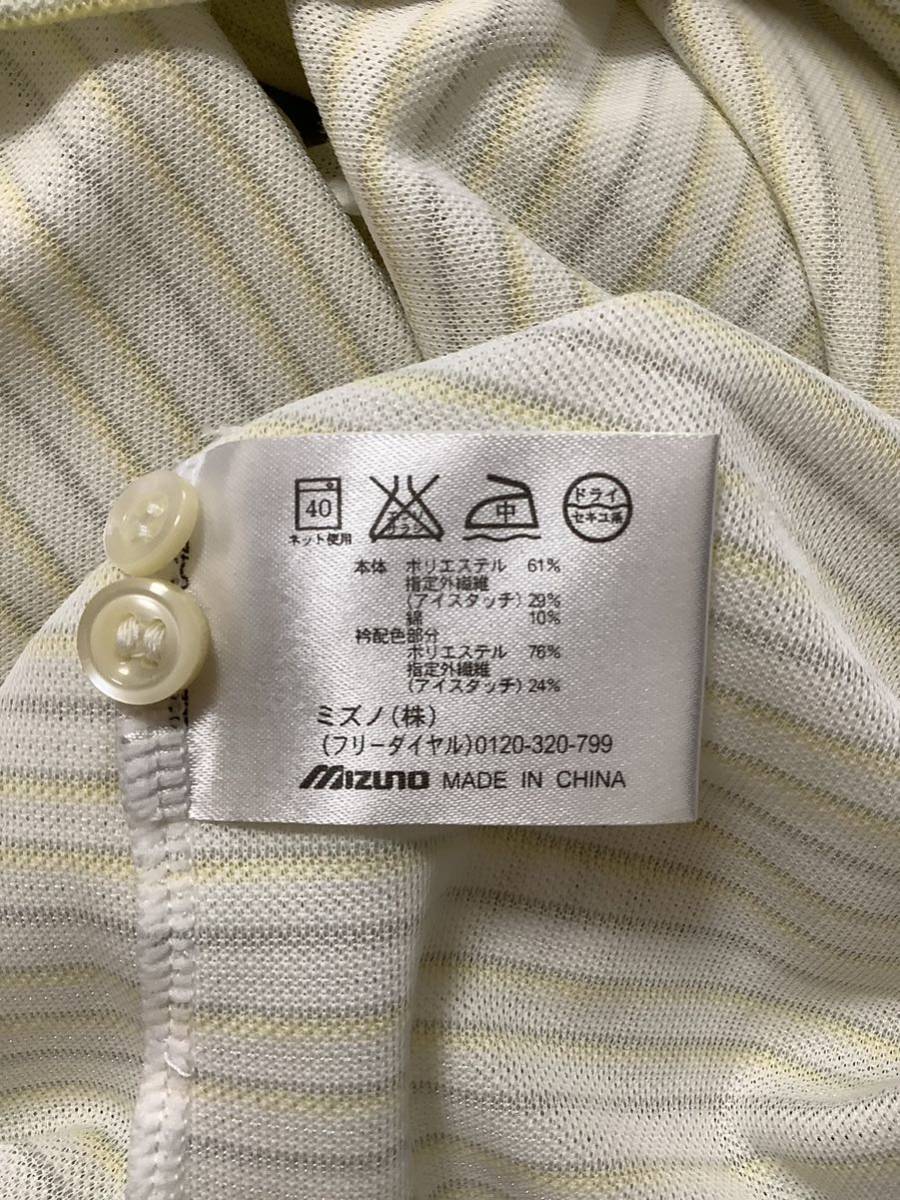 40
ネット使用
中
ドライ
セキユ系
本体 ポリエステル 61%
指定外繊維
(アイスタッチ) 29%
綿 10%
衿配色部分
ポリエステル 76%
指定外繊維
(アイスタッチ) 24%
ミズノ(株)
(フリーダイヤル)0120-320-799
MIZUNO MADE IN CHINA